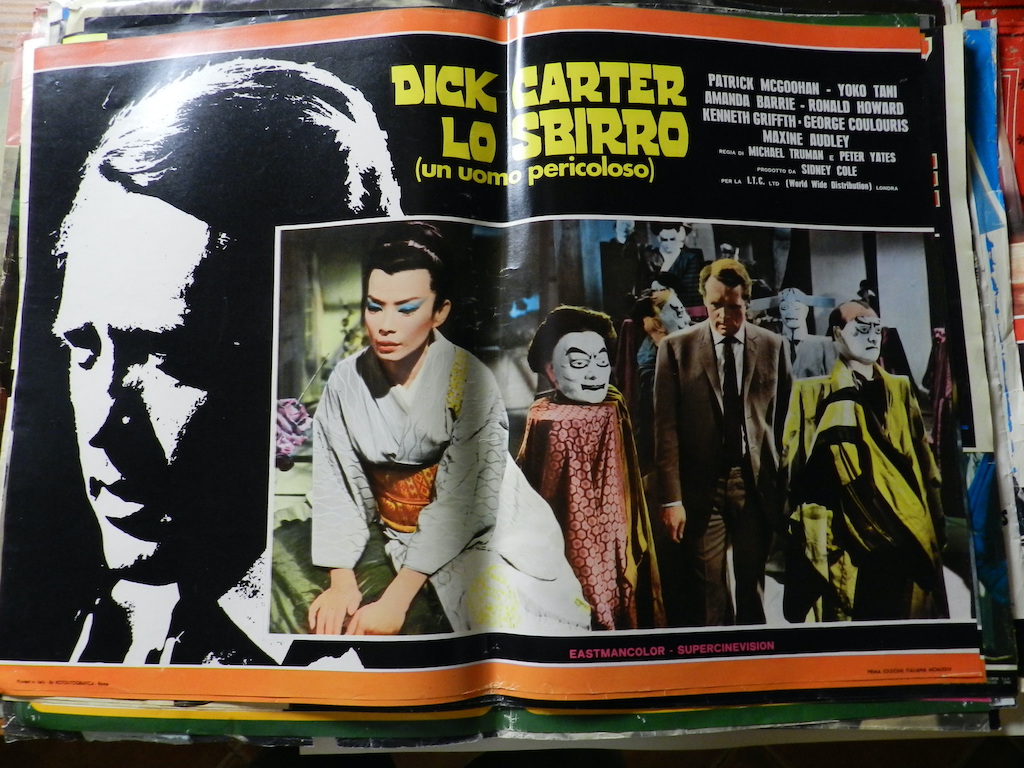 DICK CARTER
LO SBIRRO
(un uomo pericoloso)
PATRICK MCGOOHAN - YOKO TANI
AMANDA BARRIE - RONALD HOWARD
KENNETH GRIFFTH - GEORGE COULOURIS
MAXINE AUDLEY
REGIA DI MICHAEL TRUMAN E PETER YATES
PRODOTTO DA SIDNEY COLE
PER LA I.T.C. LTD (World Wide Distribution) LONDRA
EASTMANCOLOR - SUPERCINEVISION